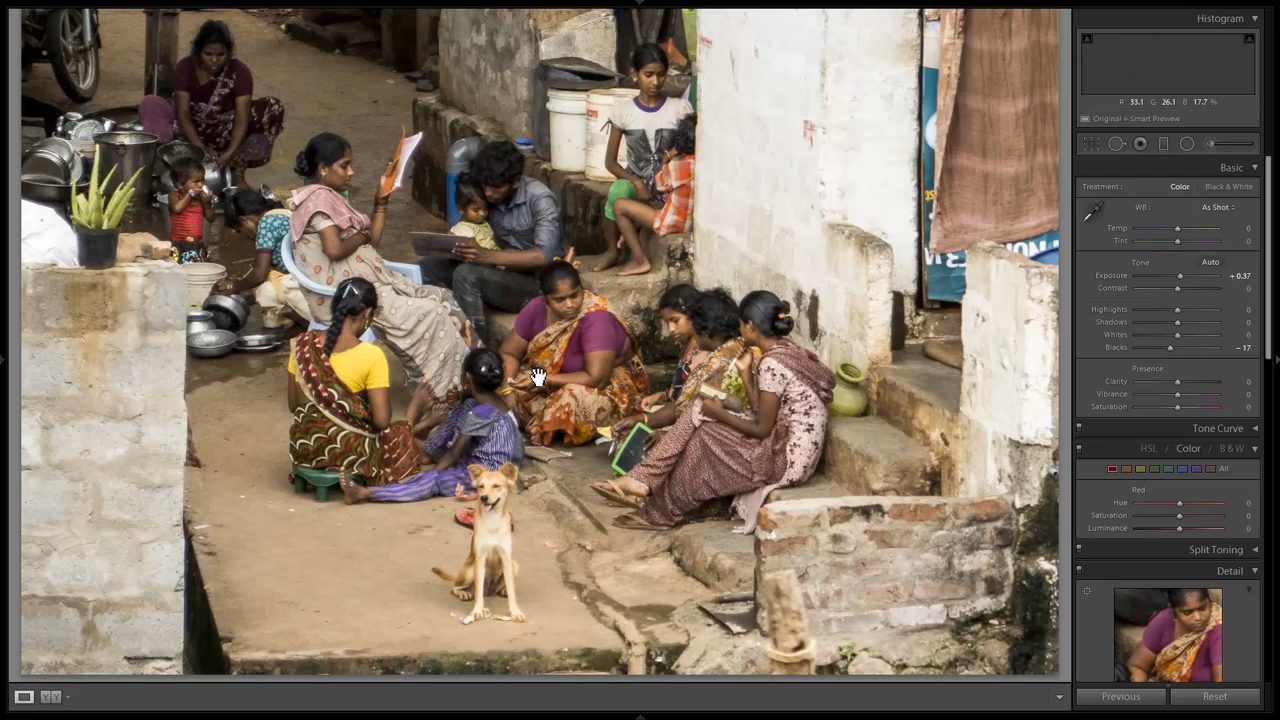 Histogram
R 33.1 G 26.1 B 17.7 %
Original + Smart Preview
Basic
Treatment : Color Black & White
WB : As Shot
Temp 0
Tint 0
Tone Auto
Exposure + 0.37
Contrast 0
Highlights 0
Shadows 0
Whites 0
Blacks - 17
Presence
Clarity 0
Vibrance 0
Saturation 0
Tone Curve
HSL / Color / B & W
All
Red
Hue 0
Saturation 0
Luminance 0
Split Toning
Detail
Y Y
Previous Reset